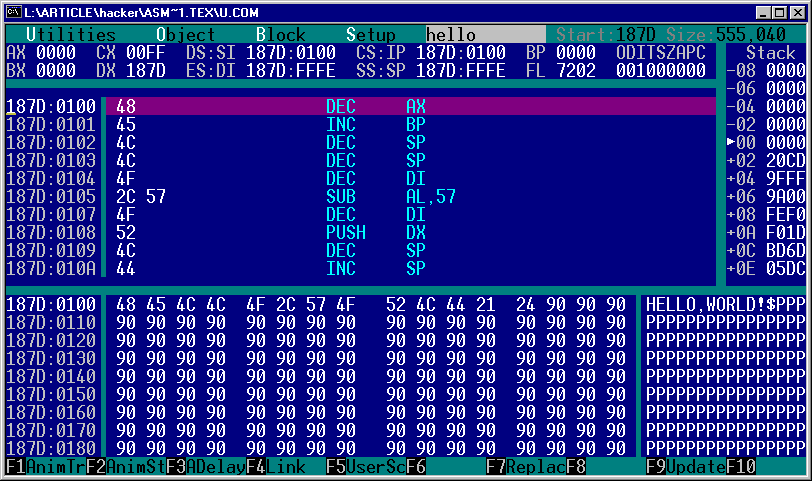 L:\ARTICLE\hacker\ASM~1.TEX\U.COM
Utilities Object Block Setup hello Start:187D Size:555,040
AX 0000 CX 00FF DS:SI 187D:0100 CS:IP 187D:0100 BP 0000 ODITSZAPC Stack
BX 0000 DX 187D ES:DI 187D:FFFE SS:SP 187D:FFFE FL 7202 001000000 -08 0000
-06 0000
187D:0100 48 DEC AX -04 0000
187D:0101 45 INC BP -02 0000
187D:0102 4C DEC SP ►00 0000
187D:0103 4C DEC SP +02 20CD
187D:0104 4F DEC DI +04 9FFF
187D:0105 2C 57 SUB AL,57 +06 9A00
187D:0107 4F DEC DI +08 FEF0
187D:0108 52 PUSH DX +0A F01D
187D:0109 4C DEC SP +0C BD6D
187D:010A 44 INC SP +0E 05DC
187D:0100 48 45 4C 4C 4F 2C 57 4F 52 4C 44 21 24 90 90 90 HELLO,WORLD!$PPP
187D:0110 90 90 90 90 90 90 90 90 90 90 90 90 90 90 90 90 PPPPPPPPPPPPPPPP
187D:0120 90 90 90 90 90 90 90 90 90 90 90 90 90 90 90 90 PPPPPPPPPPPPPPPP
187D:0130 90 90 90 90 90 90 90 90 90 90 90 90 90 90 90 90 PPPPPPPPPPPPPPPP
187D:0140 90 90 90 90 90 90 90 90 90 90 90 90 90 90 90 90 PPPPPPPPPPPPPPPP
187D:0150 90 90 90 90 90 90 90 90 90 90 90 90 90 90 90 90 PPPPPPPPPPPPPPPP
187D:0160 90 90 90 90 90 90 90 90 90 90 90 90 90 90 90 90 PPPPPPPPPPPPPPPP
187D:0170 90 90 90 90 90 90 90 90 90 90 90 90 90 90 90 90 PPPPPPPPPPPPPPPP
187D:0180 90 90 90 90 90 90 90 90 90 90 90 90 90 90 90 90 PPPPPPPPPPPPPPPP
F1AnimTrF2AnimStF3ADelayF4Link F5UserScF6 F7ReplacF8 F9UpdateF10